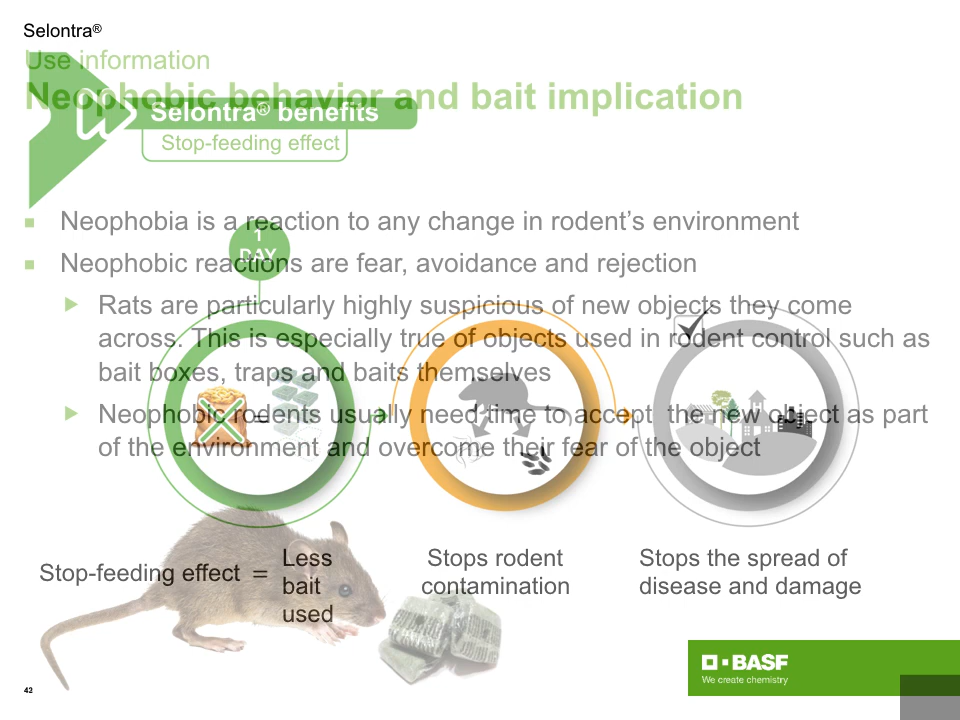 Selontra®
Use information
Neophobic behavior and bait implication
Selontra® benefits
Stop-feeding effect
Neophobia is a reaction to any change in rodent's environment
1
DAY
Neophobic reactions are fear, avoidance and rejection
Rats are particularly highly suspicious of new objects they come
across. This is especially true of objects used in rodent control such as
bait boxes, traps and baits themselves
=
Neophobic rodents usually need time to accept the new object as part
of the environment and overcome their fear of the object
Stop-feeding effect =
Less
bait
used
Stops rodent
contamination
Stops the spread of
disease and damage
BASF
We create chemistry
42